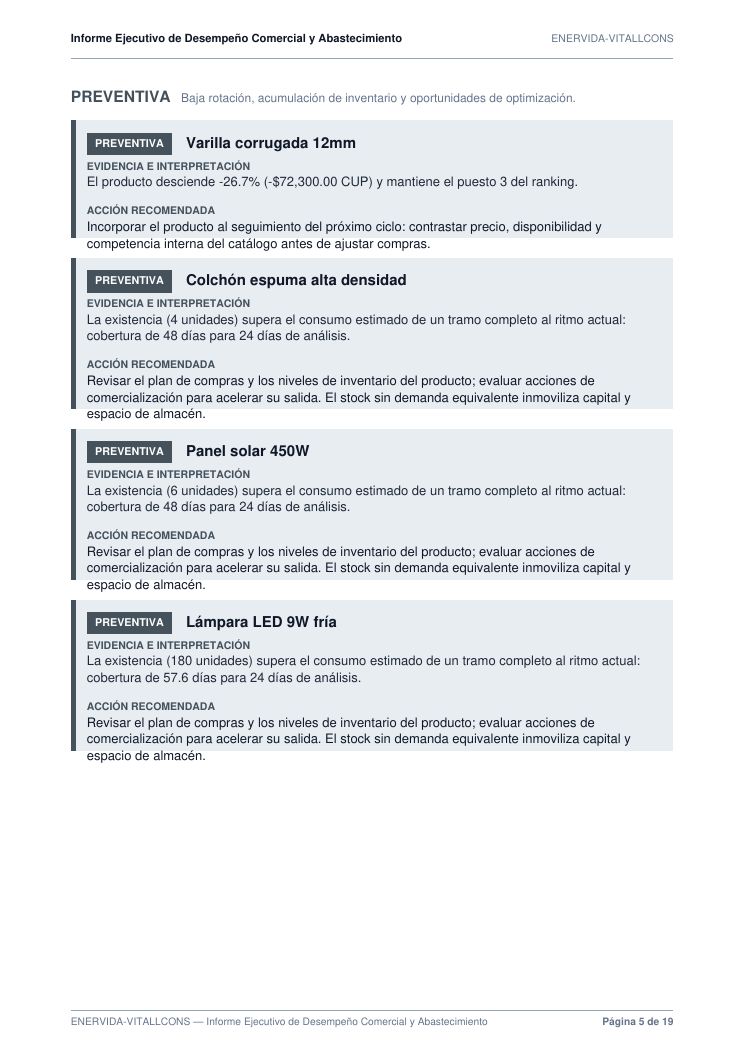 Informe Ejecutivo de Desempeño Comercial y Abastecimiento ENERVIDA-VITALLCONS
PREVENTIVA Baja rotación, acumulación de inventario y oportunidades de optimización.
PREVENTIVA Varilla corrugada 12mm
EVIDENCIA E INTERPRETACIÓN
El producto desciende -26.7% (-$72,300.00 CUP) y mantiene el puesto 3 del ranking.
ACCIÓN RECOMENDADA
Incorporar el producto al seguimiento del próximo ciclo: contrastar precio, disponibilidad y
competencia interna del catálogo antes de ajustar compras.
PREVENTIVA Colchón espuma alta densidad
EVIDENCIA E INTERPRETACIÓN
La existencia (4 unidades) supera el consumo estimado de un tramo completo al ritmo actual:
cobertura de 48 días para 24 días de análisis.
ACCIÓN RECOMENDADA
Revisar el plan de compras y los niveles de inventario del producto; evaluar acciones de
comercialización para acelerar su salida. El stock sin demanda equivalente inmoviliza capital y
espacio de almacén.
PREVENTIVA Panel solar 450W
EVIDENCIA E INTERPRETACIÓN
La existencia (6 unidades) supera el consumo estimado de un tramo completo al ritmo actual:
cobertura de 48 días para 24 días de análisis.
ACCIÓN RECOMENDADA
Revisar el plan de compras y los niveles de inventario del producto; evaluar acciones de
comercialización para acelerar su salida. El stock sin demanda equivalente inmoviliza capital y
espacio de almacén.
PREVENTIVA Lámpara LED 9W fría
EVIDENCIA E INTERPRETACIÓN
La existencia (180 unidades) supera el consumo estimado de un tramo completo al ritmo actual:
cobertura de 57.6 días para 24 días de análisis.
ACCIÓN RECOMENDADA
Revisar el plan de compras y los niveles de inventario del producto; evaluar acciones de
comercialización para acelerar su salida. El stock sin demanda equivalente inmoviliza capital y
espacio de almacén.
ENERVIDA-VITALLCONS — Informe Ejecutivo de Desempeño Comercial y Abastecimiento Página 5 de 19